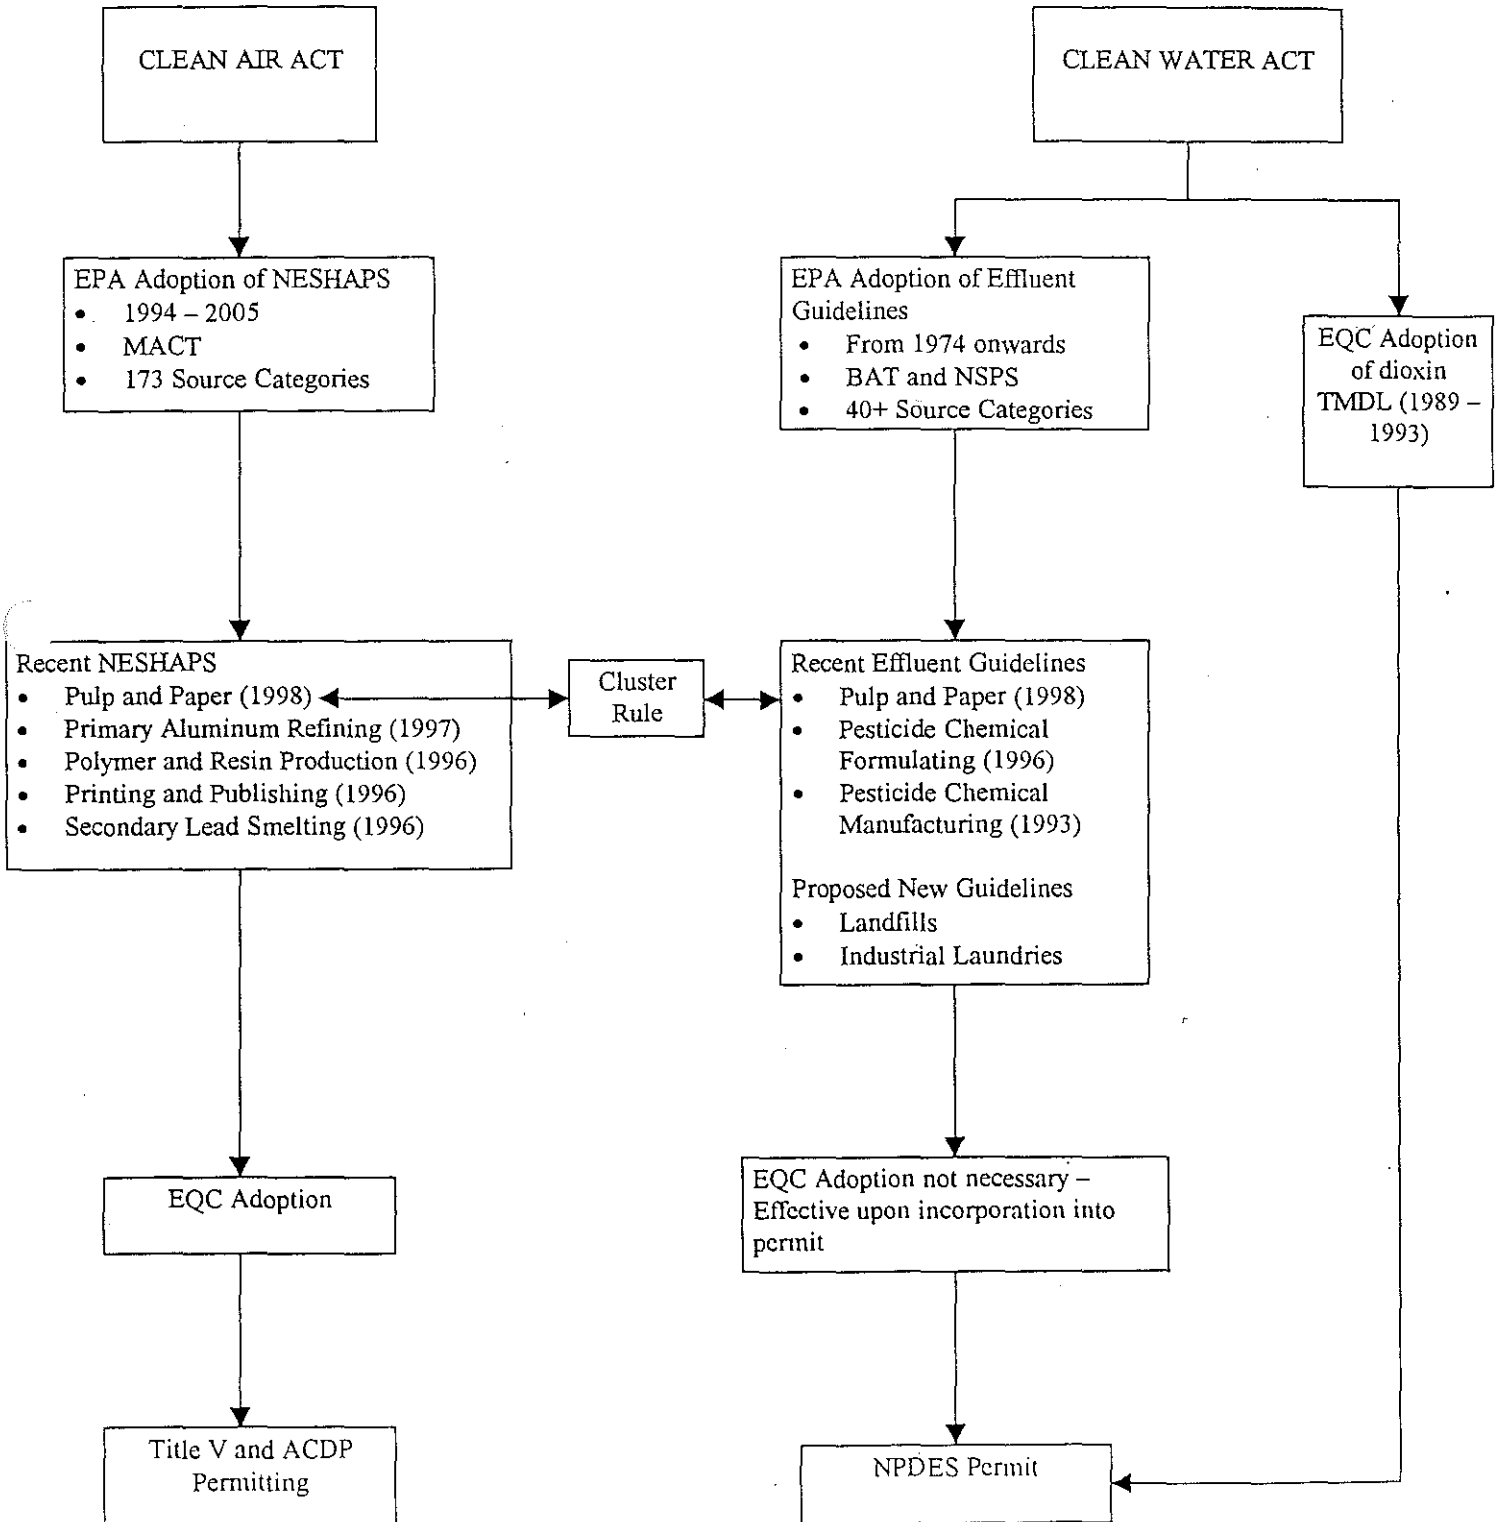 CLEAN AIR ACT
CLEAN WATER ACT
EPA Adoption of NESHAPS
• 1994 – 2005
• MACT
• 173 Source Categories
EPA Adoption of Effluent
Guidelines
• From 1974 onwards
• BAT and NSPS
• 40+ Source Categories
EQC Adoption
of dioxin
TMDL (1989 –
1993)
Recent NESHAPS
• Pulp and Paper (1998)
• Primary Aluminum Refining (1997)
• Polymer and Resin Production (1996)
• Printing and Publishing (1996)
• Secondary Lead Smelting (1996)
Cluster
Rule
Recent Effluent Guidelines
• Pulp and Paper (1998)
• Pesticide Chemical
Formulating (1996)
• Pesticide Chemical
Manufacturing (1993)
Proposed New Guidelines
• Landfills
• Industrial Laundries
EQC Adoption
EQC Adoption not necessary –
Effective upon incorporation into
permit
Title V and ACDP
Permitting
NPDES Permit